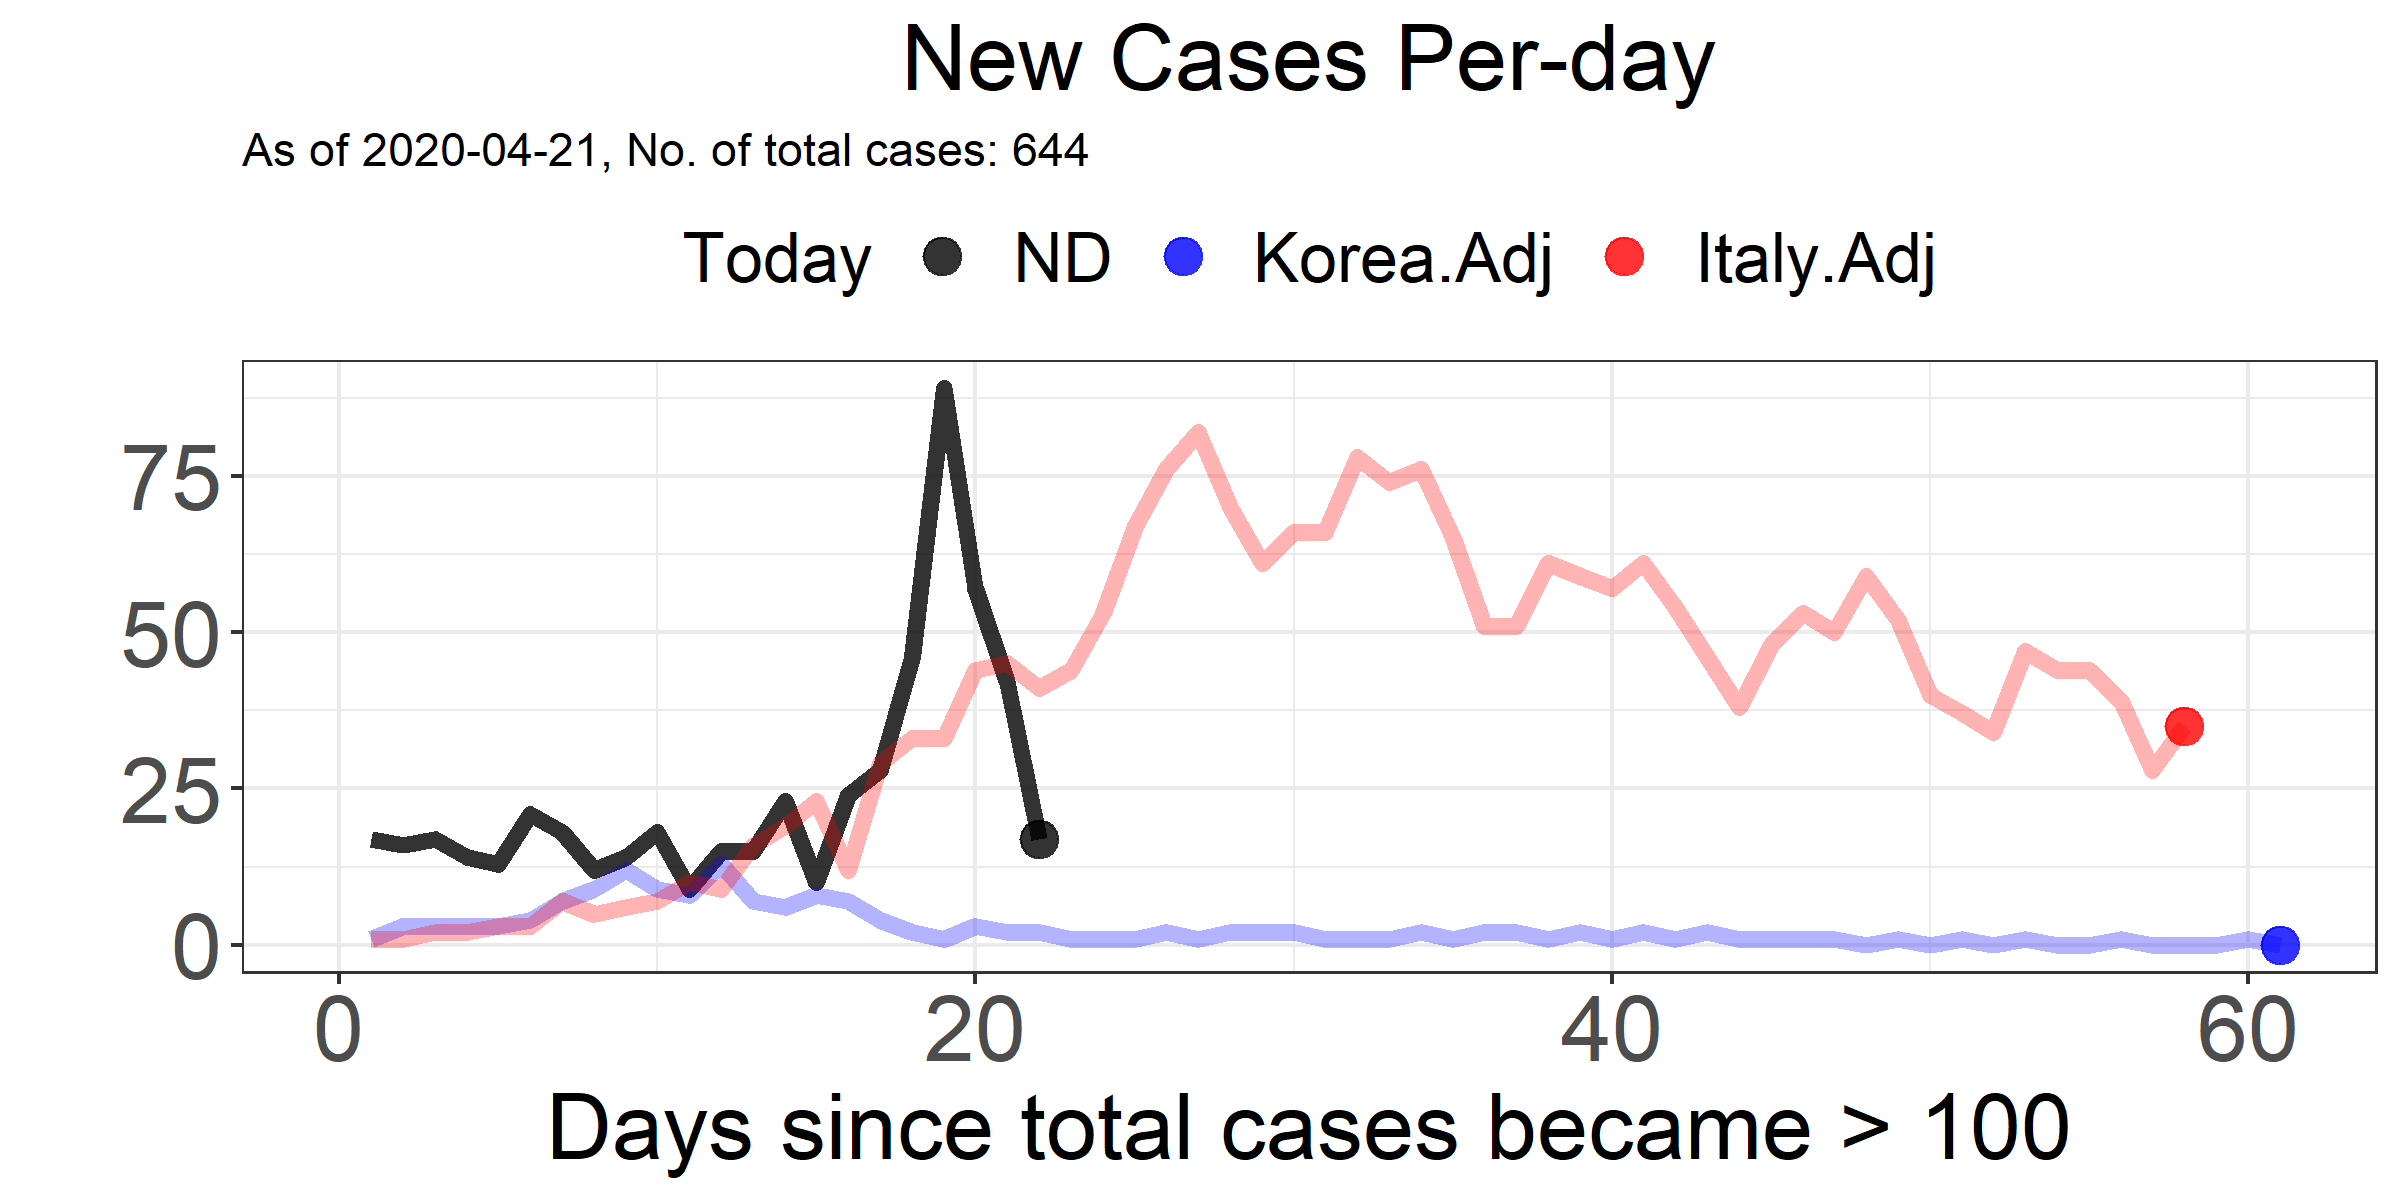 New Cases Per-day
As of 2020-04-21, No. of total cases: 644
Today ND Korea.Adj Italy.Adj
75
50
25
0
0 20 40 60
Days since total cases became > 100